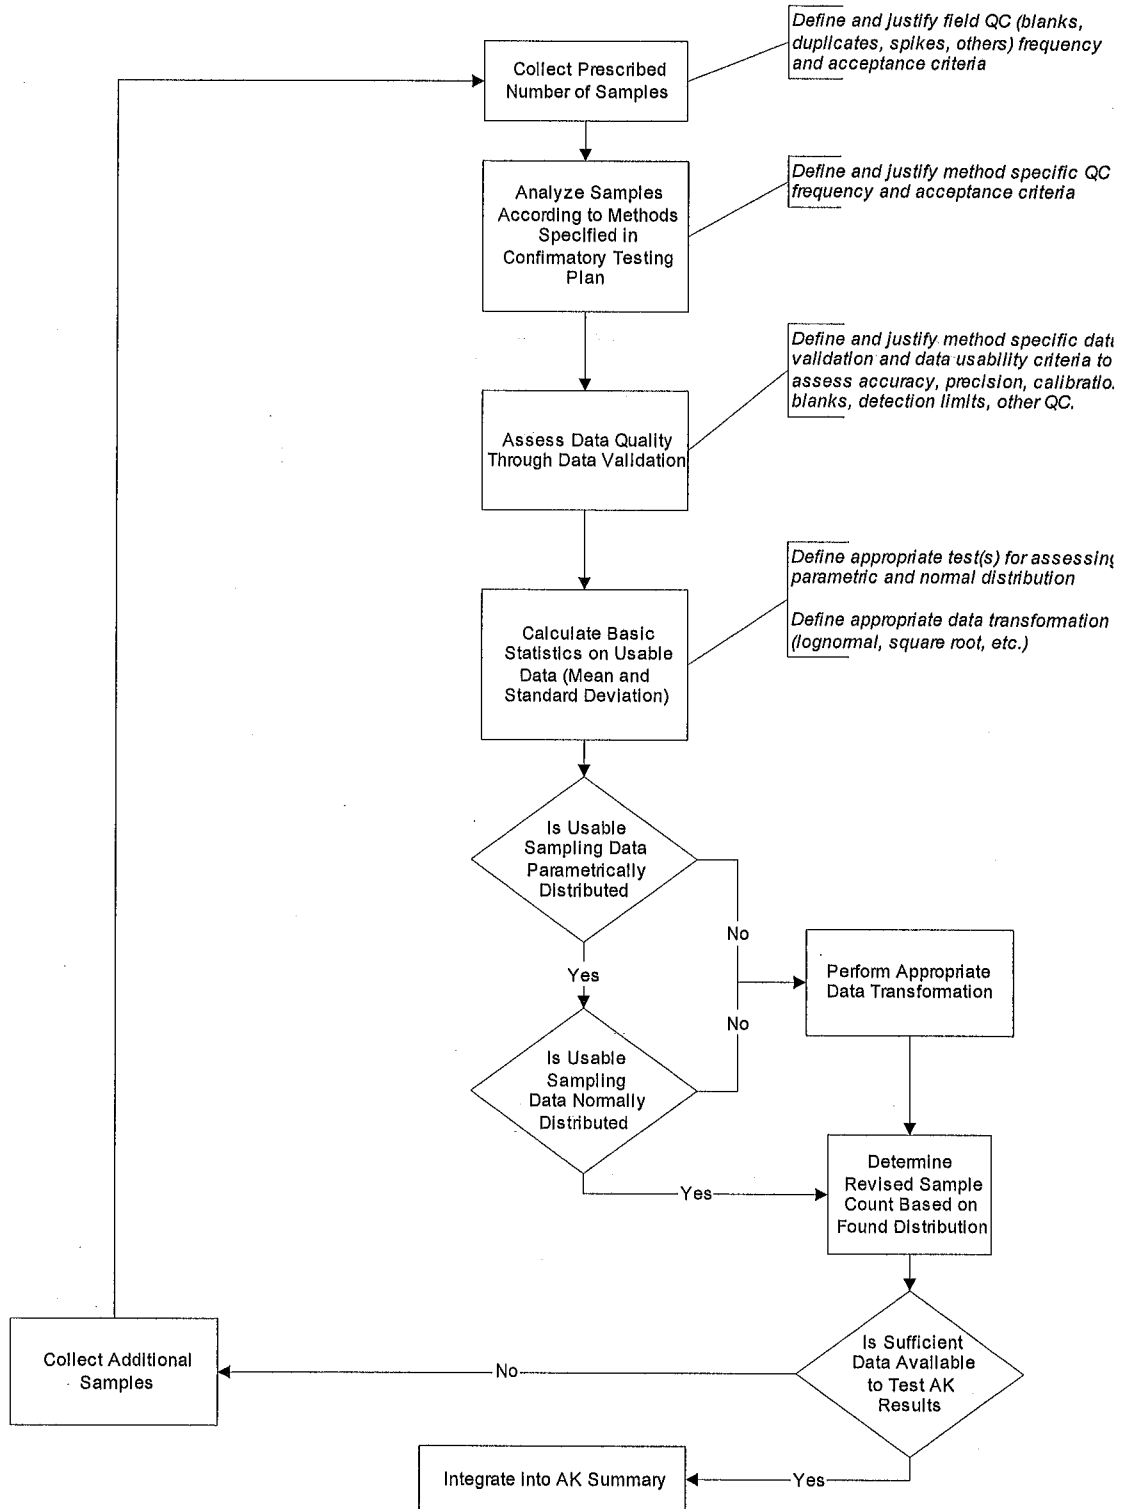 Define and justify field QC (blanks,
duplicates, spikes, others) frequency
and acceptance criteria
Collect Prescribed
Number of Samples
Define and justify method specific QC
frequency and acceptance criteria
Analyze Samples
According to Methods
Specified in
Confirmatory Testing
Plan
Define and justify method specific
validation and data usability criteria to
assess accuracy, precision,
blanks, detection limits, other QC.
Assess Data Quality
Through Data Validation
Define appropriate test(s) for
parametric and normal distribution
Define appropriate data transformation
(lognormal, square root, etc.)
Calculate Basic
Statistics on Usable
Data (Mean and
Standard Deviation)
Is Usable
Sampling Data
Parametrically
Distributed
No
Yes
Perform Appropriate
Data Transformation
No
Is Usable
Sampling
Data Normally
Distributed
Yes
Determine
Revised Sample
Count Based on
Found Distribution
Is Sufficient
Data Available
to Test AK
Results
No
Collect Additional
Samples
Yes
Integrate Into AK Summary